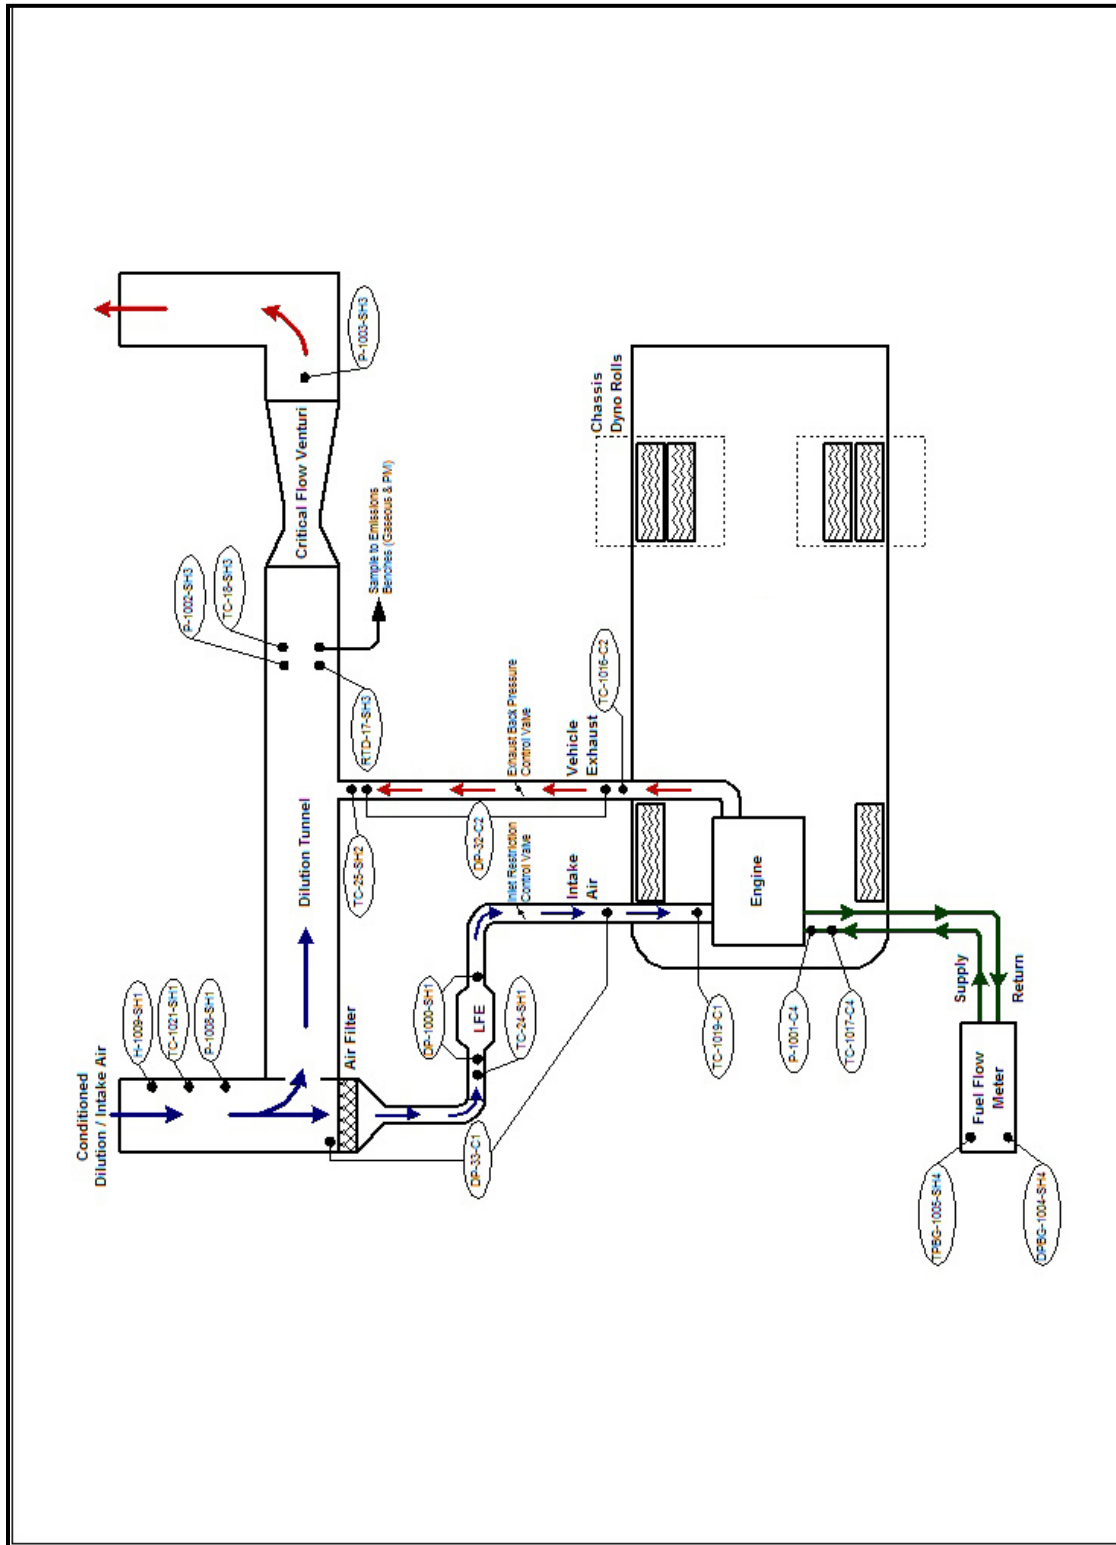 Conditioned
Dilution / Intake Air
H-1009-SH1
TC-1021-SH1
P-1008-SH1
Dilution Tunnel
P-1002-SH3
TC-18-SH3
Critical Flow Venturi
P-1003-SH3
RTD-17-SH3
Sample to Emissions
Benches (Gaseous & PM)
Air Filter
TC-25-SH2
DP-1000-SH1
LFE
TC-24-SH1
DP-33-C1
DP-32-C2
Inlet Restriction
Control Valve
Exhaust Back Pressure
Control Valve
Intake
Air
Vehicle
Exhaust
TC-1016-C2
Chassis
Dyno Rolls
TC-1019-C1
Engine
P-1001-C4
TC-1017-C4
Supply
Return
Fuel Flow
Meter
TPBG-1005-SH4
DPBG-1004-SH4